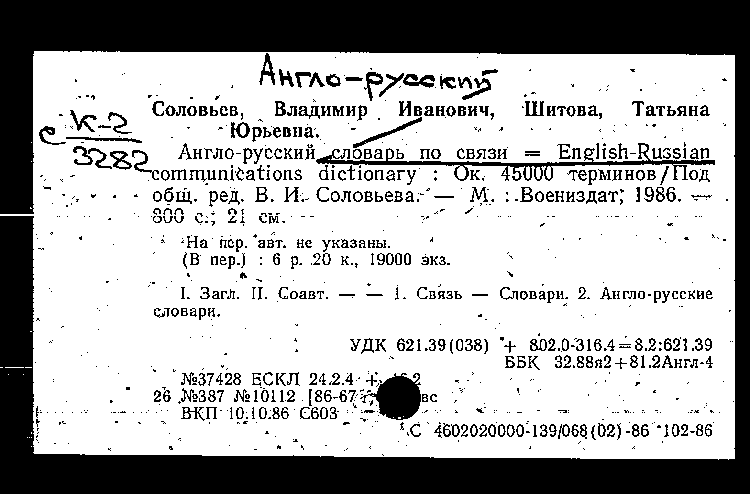 Англо-русский
с К-2
3282
Соловьев, Владимир Иванович, Шитова, Татьяна
Юрьевна.
Англо-русский словарь по связи = English-Russian
communications dictionary : Ок. 45000 терминов/Под
общ. ред. В. И. Соловьева. — М. : Воениздат, 1986. —
800 с.; 21 см.
На пер. авт. не указаны.
(В пер.) : 6 р. 20 к., 19000 экз.
I. Загл. II. Соавт. — — 1. Связь — Словари. 2. Англо-русские
словари.
УДК 621.39(038) + 802.0-316.4=8.2:621.39
ББК 32.88я2+81.2Англ-4
№37428 ЕСКЛ 24.2.4 +
26 №387 №10112 [86-67
ВКП 10.10.86 С603
С 4602020000-139/068(02)-86 102-86